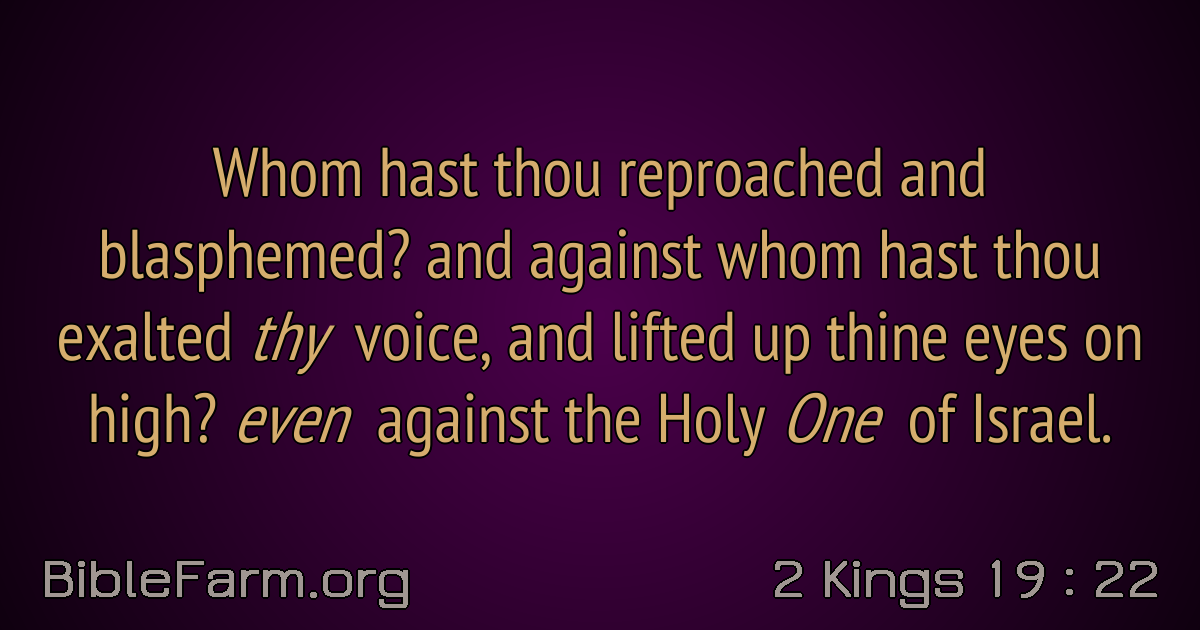 Whom hast thou reproached and
blasphemed? and against whom hast thou
exalted thy voice, and lifted up thine eyes on
high? even against the Holy One of Israel.
BibleFarm.org
2 Kings 19 : 22